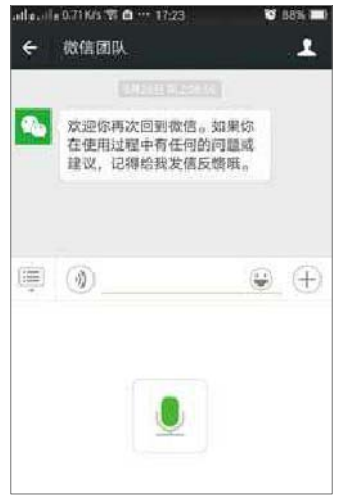 0.71K/s ··· 17:23 88%
微信团队
欢迎你再次回到微信。如果你
在使用过程中有任何的问题或
建议，记得给我发信反馈哦。